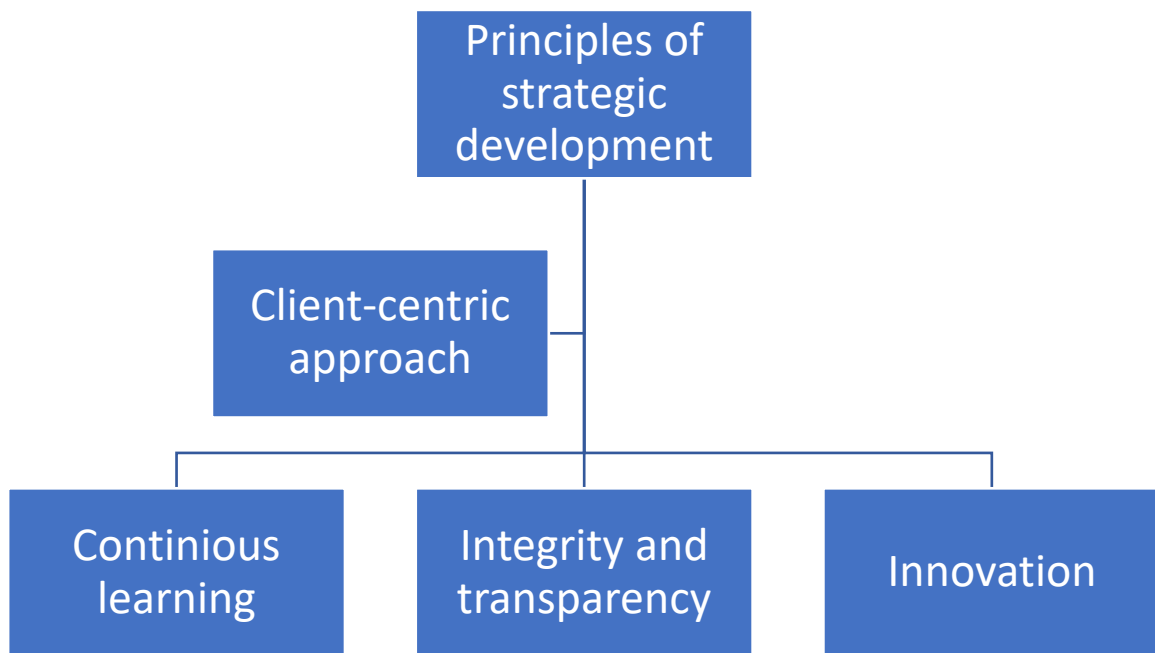 Principles of
strategic
development
Client-centric
approach
Continious
learning
Integrity and
transparency
Innovation